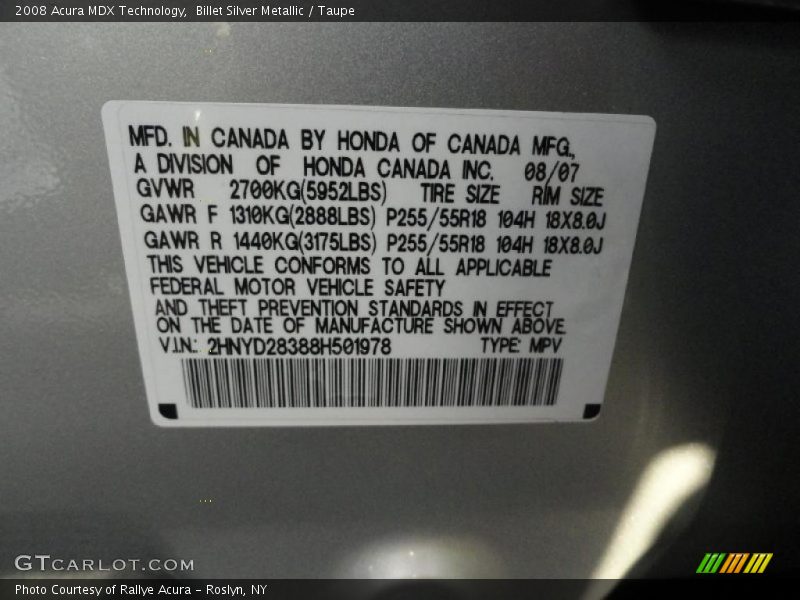 2008 Acura MDX Technology,  Billet Silver Metallic / Taupe
MFD. IN CANADA BY HONDA OF CANADA MFG.,
A DIVISION OF HONDA CANADA INC. 08/07
GVWR 2700KG(5952LBS) TIRE SIZE RIM SIZE
GAWR F 1310KG(2888LBS) P255/55R18 104H 18X8.0J
GAWR R 1440KG(3175LBS) P255/55R18 104H 18X8.0J
THIS VEHICLE CONFORMS TO ALL APPLICABLE
FEDERAL MOTOR VEHICLE SAFETY
AND THEFT PREVENTION STANDARDS IN EFFECT
ON THE DATE OF MANUFACTURE SHOWN ABOVE.
V.I.N.: 2HNYD28388H501978 TYPE: MPV
GTCARLOT.COM
Photo Courtesy of Rallye Acura - Roslyn, NY